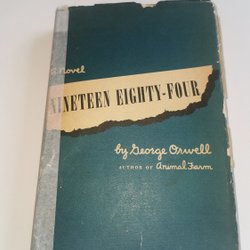 a Novel
NINETEEN EIGHTY-FOUR
by George Orwell
AUTHOR OF Animal Farm